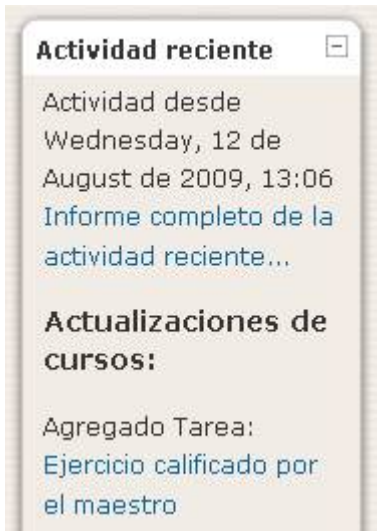 Actividad reciente
Actividad desde
Wednesday, 12 de
August de 2009, 13:06
Informe completo de la
actividad reciente...
Actualizaciones de
cursos:
Agregado Tarea:
Ejercicio calificado por
el maestro